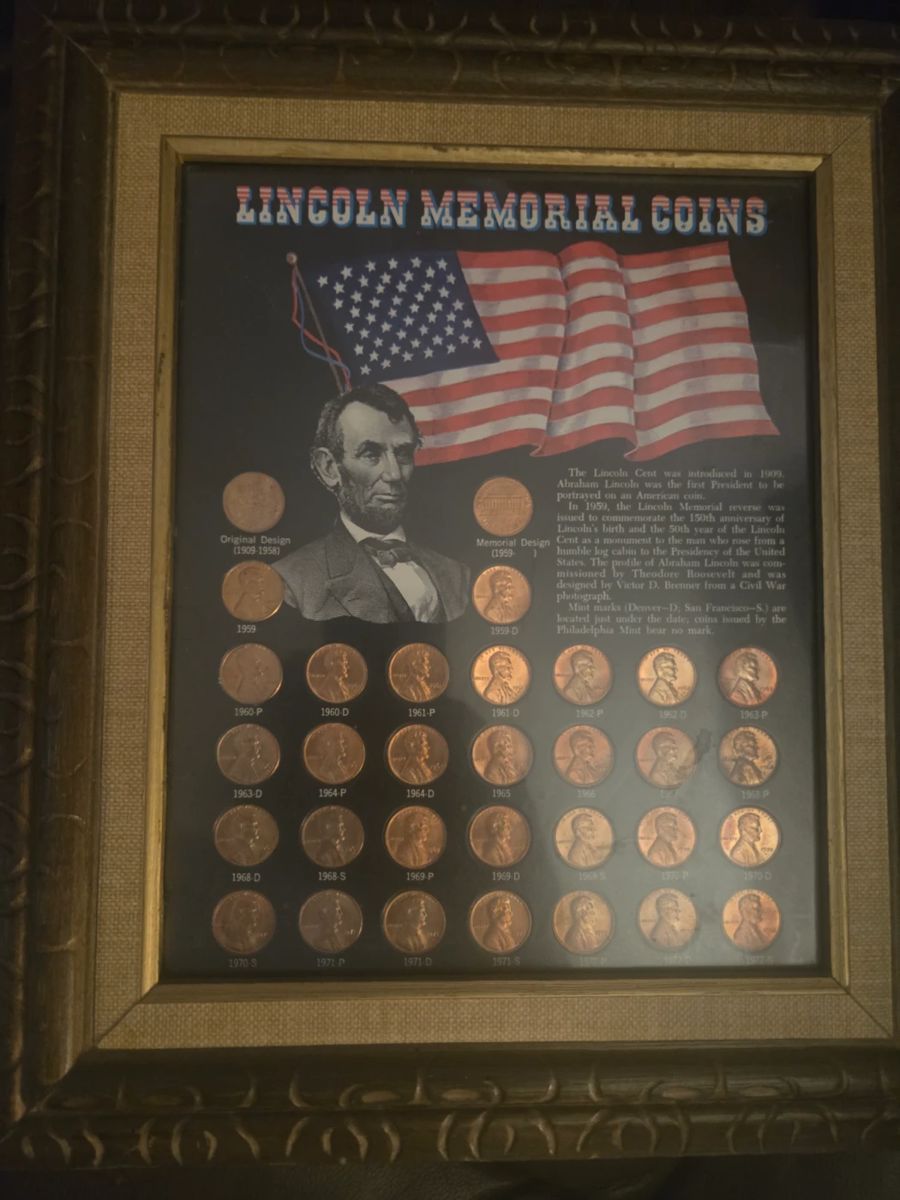 LINCOLN MEMORIAL COINS
The Lincoln Cent was introduced in 1909.
Abraham Lincoln was the first President to be
portrayed on an American coin.
In 1959, the Lincoln Memorial reverse was
issued to commemorate the 150th anniversary of
Lincoln's birth and the 50th year of the Lincoln
Cent as a monument to the man who rose from a
humble log cabin to the Presidency of the United
States. The profile of Abraham Lincoln was com-
missioned by Theodore Roosevelt and was
designed by Victor D. Brenner from a Civil War
photograph.
Mint marks (Denver—D; San Francisco—S.) are
located just under the date; coins issued by the
Philadelphia Mint bear no mark.
Original Design
(1909-1958)
Memorial Design
(1959- )
1959 1959-D
1960-P 1960-D 1961-P 1961-D 1962-P 1962-D 1963-P
1963-D 1964-P 1964-D 1965 1966 1967 1968-P
1968-D 1968-S 1969-P 1969-D 1969-S 1970-P 1970-D
1970-S 1971-P 1971-D 1971-S 1972-P 1972-D 1972-S